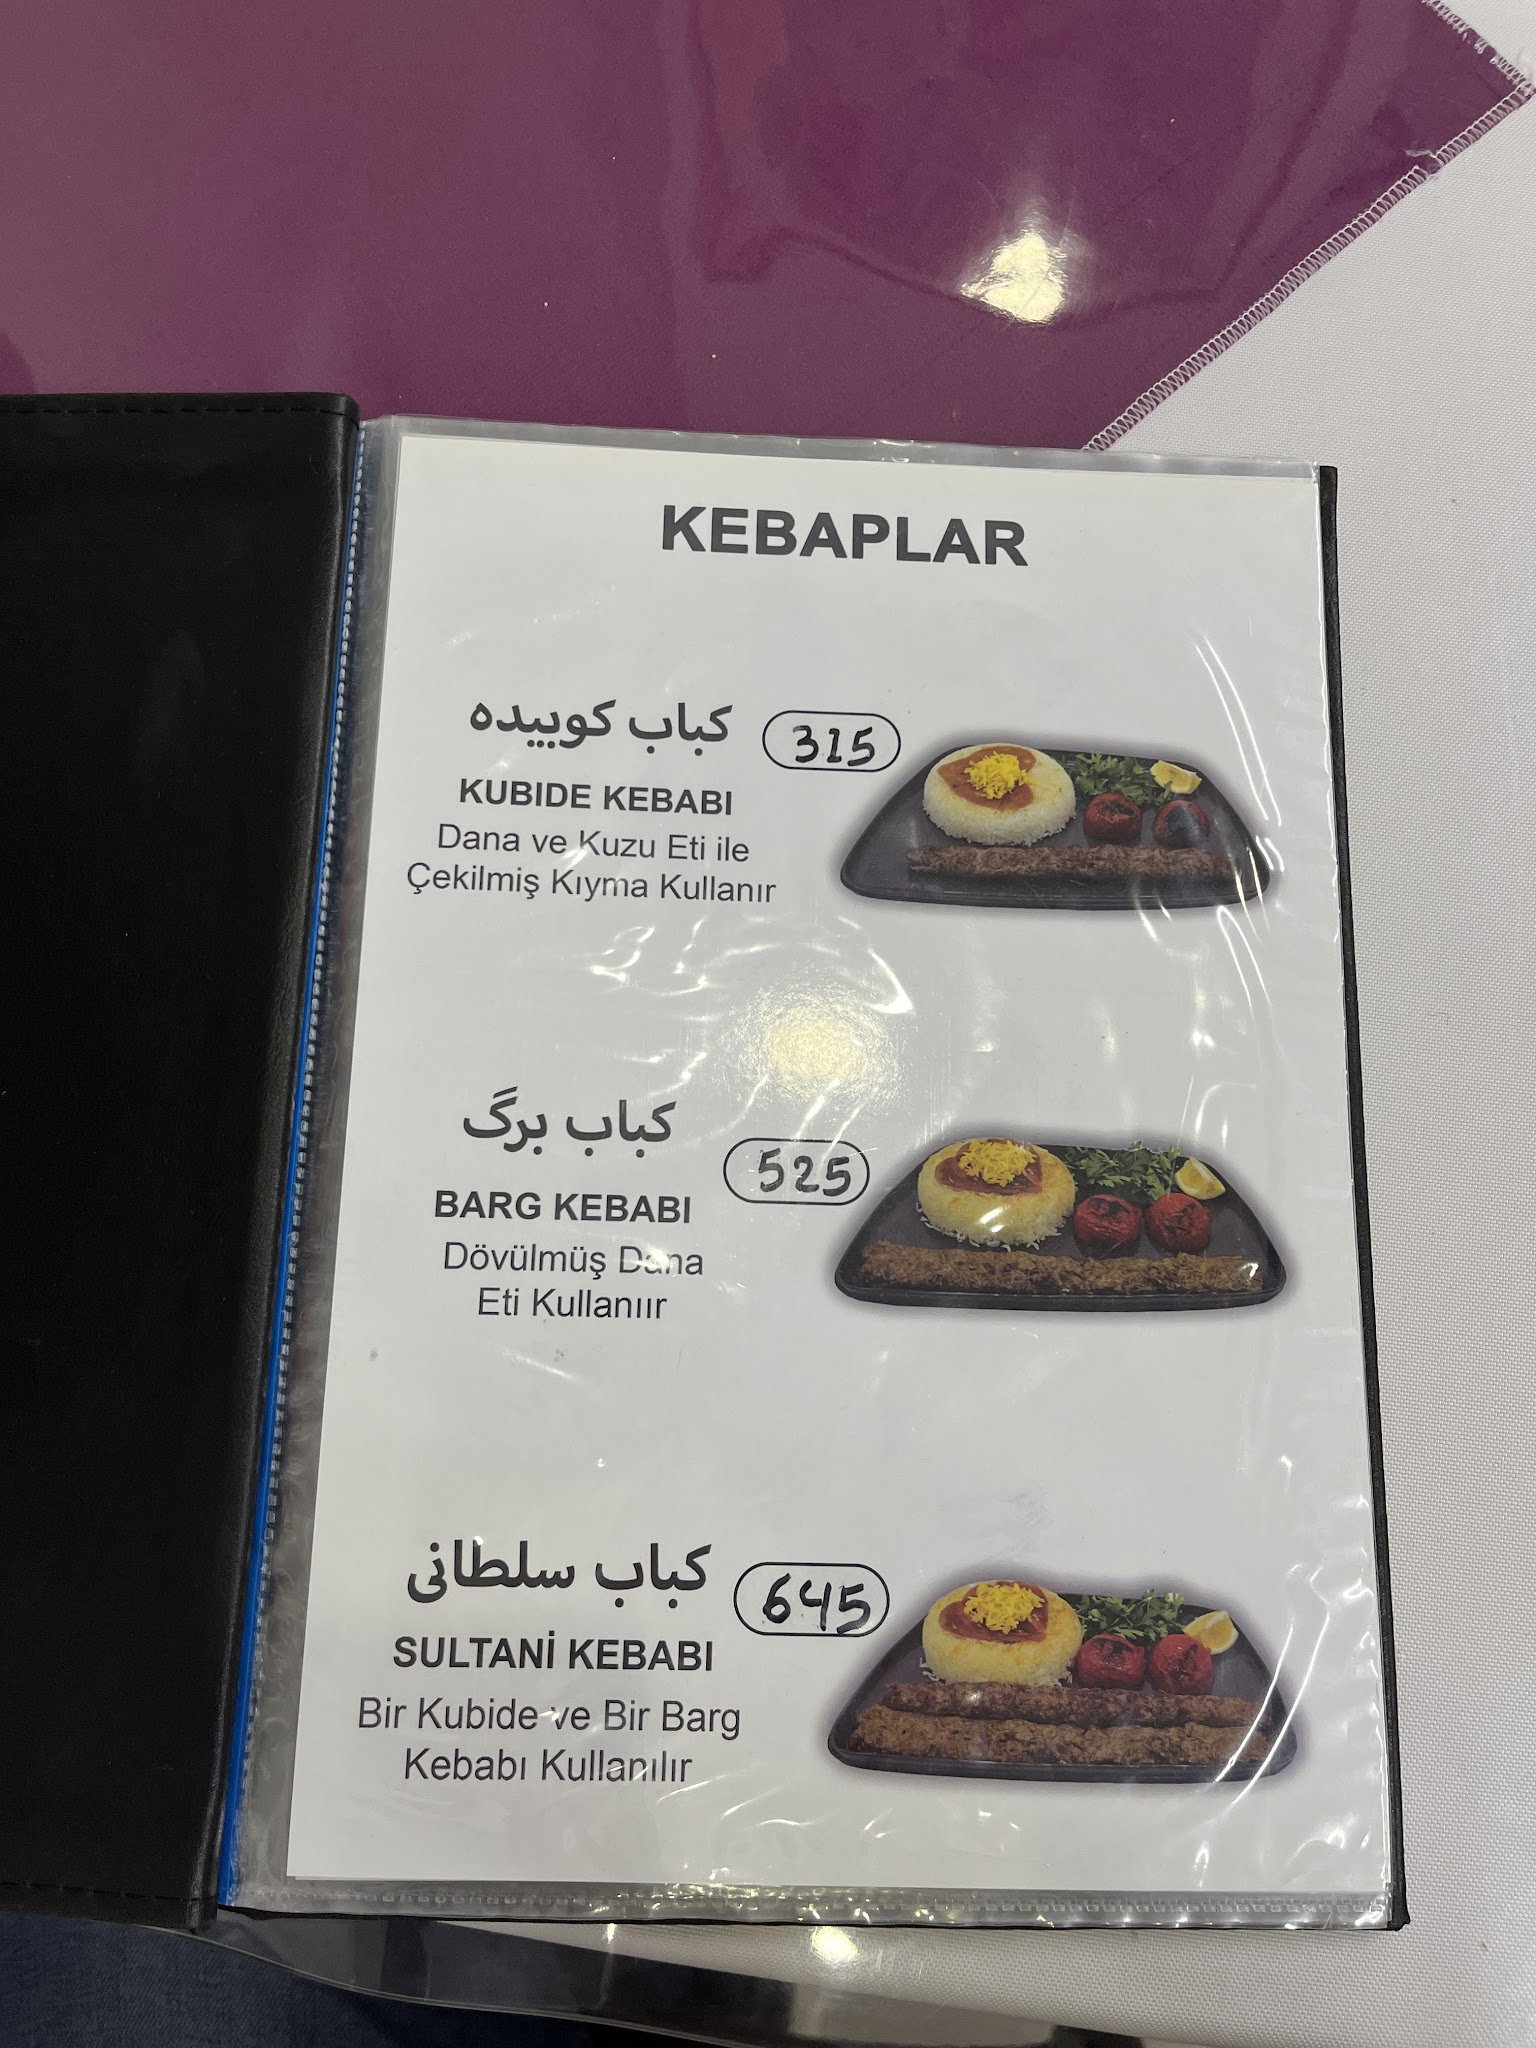 KEBAPLAR
کباب کوبیده
315
KUBIDE KEBABI
Dana ve Kuzu Eti ile
Çekilmiş Kıyma Kullanır
کباب برگ
525
BARG KEBABI
Dövülmüş Dana
Eti Kullanıır
کباب سلطانی
645
SULTANİ KEBABI
Bir Kubide ve Bir Barg
Kebabı Kullanılır